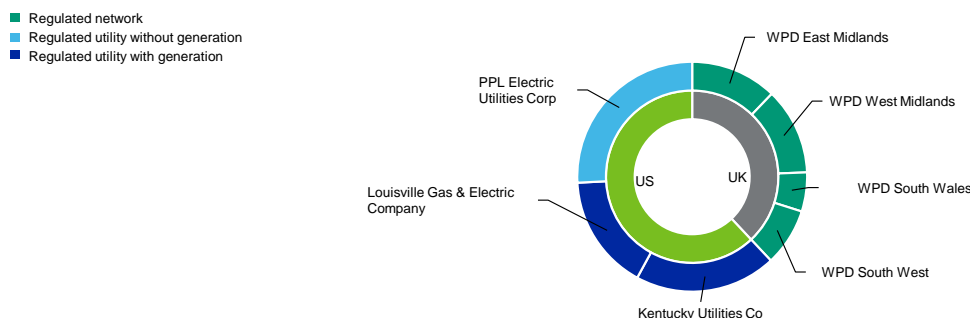 Regulated network
Regulated utility without generation
Regulated utility with generation
WPD East Midlands
PPL Electric
Utilities Corp
WPD West Midlands
US
UK
WPD South Wales
Louisville Gas & Electric
Company
WPD South West
Kentucky Utilities Co